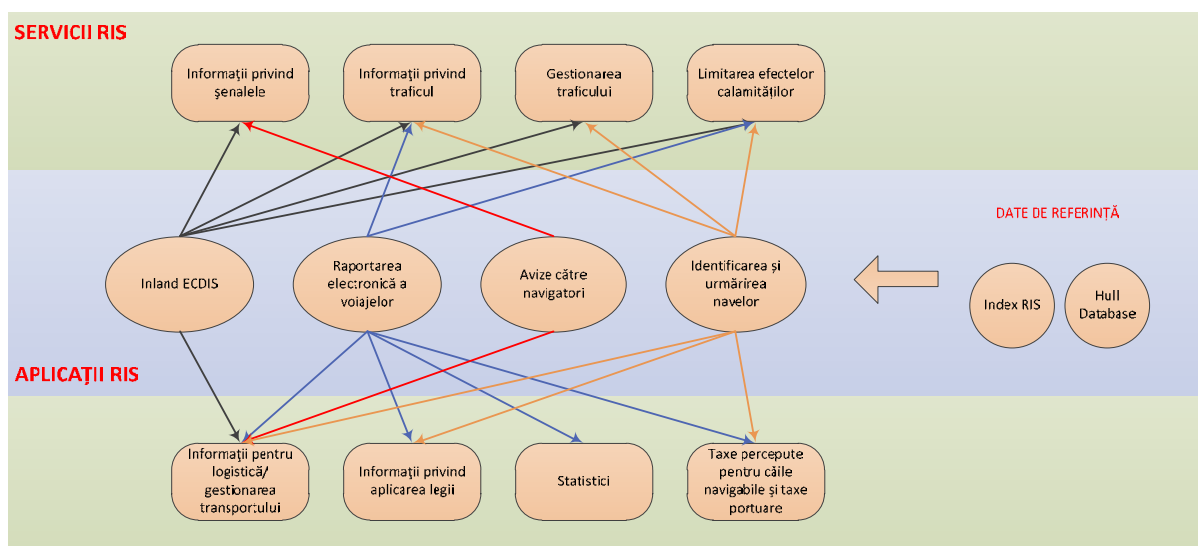 SERVICII RIS
Informaţii privind
şenalele
Informaţii privind
traficul
Gestionarea
traficului
Limitarea efectelor
calamităţilor
DATE DE REFERINȚĂ
Inland ECDIS
Raportarea
electronică a
voiajelor
Avize către
navigatori
Identificarea și
urmărirea
navelor
Index RIS
Hull
Database
APLICAȚII RIS
Informaţii pentru
logistică/
gestionarea
transportului
Informaţii privind
aplicarea legii
Statistici
Taxe percepute
pentru căile
navigabile şi taxe
portuare